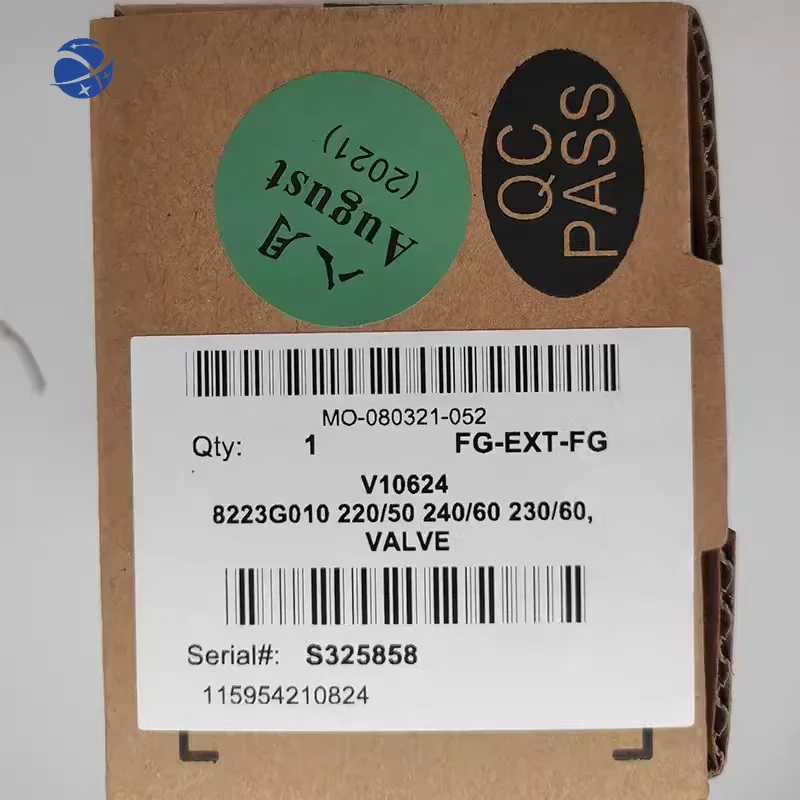 八月
August
(2021)
QC
PASS
MO-080321-052
Qty: 1 FG-EXT-FG
V10624
8223G010 220/50 240/60 230/60,
VALVE
Serial#: S325858
115954210824